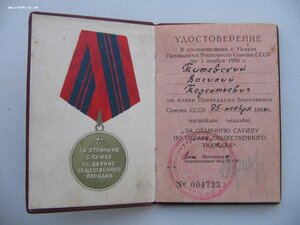 ЗА ОТЛИЧНУЮ
СЛУЖБУ
ПО ОХРАНЕ
ОБЩЕСТВЕННОГО
ПОРЯДКА
УДОСТОВЕРЕНИЕ
В соответствии с Указом
Президиума Верховного Совета СССР
от 1 ноября 1950 г.
Титовский
Василий
от имени Президиума Верховного
Совета СССР 25 ноября
награжден медалью
„ЗА ОТЛИЧНУЮ СЛУЖБУ
ПО ОХРАНЕ ОБЩЕСТВЕННОГО
ПОРЯДКА"
Зам. Министра
№ 004723